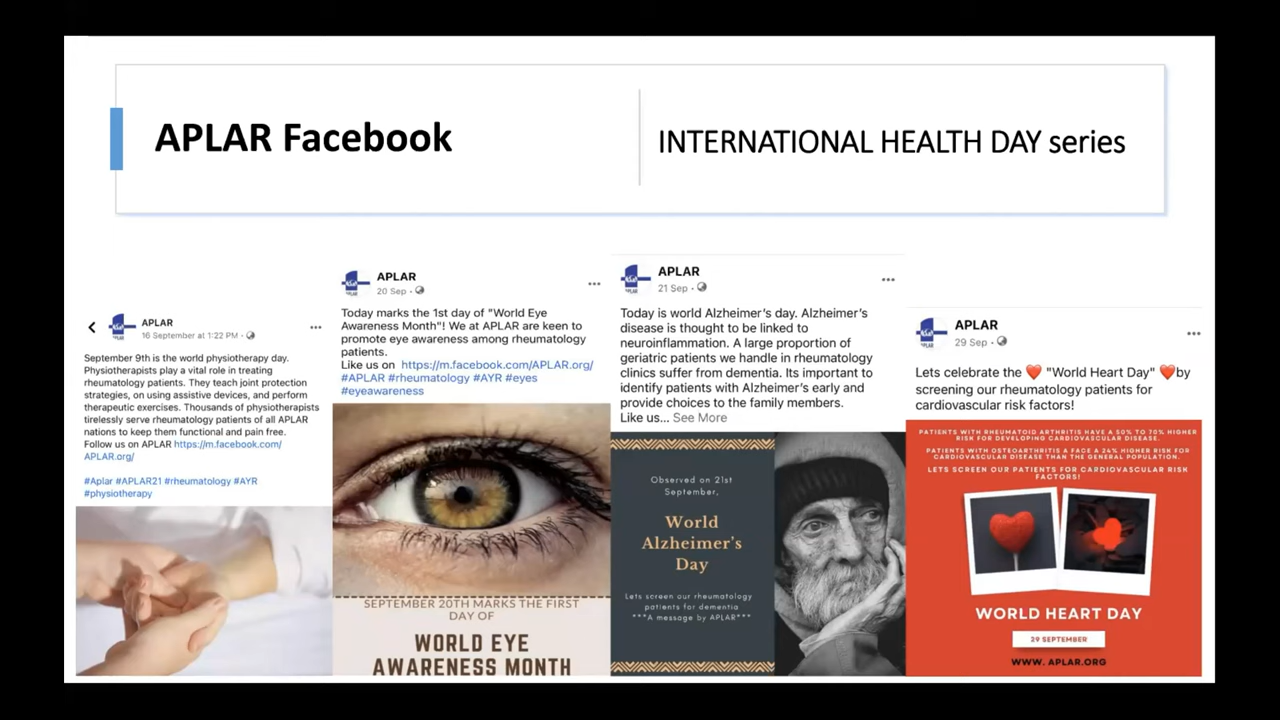 APLAR Facebook
INTERNATIONAL HEALTH DAY series
APLAR
16 September at 1:22 PM ·
September 9th is the world physiotherapy day.
Physiotherapists play a vital role in treating
rheumatology patients. They teach joint protection
strategies, on using assistive devices, and perform
therapeutic exercises. Thousands of physiotherapists
tirelessly serve rheumatology patients of all APLAR
nations to keep them functional and pain free.
Follow us on APLAR https://m.facebook.com/
APLAR.org/
#Aplar #APLAR21 #rheumatology #AYR
#physiotherapy
APLAR
20 Sep ·
Today marks the 1st day of "World Eye
Awareness Month"! We at APLAR are keen to
promote eye awareness among rheumatology
patients.
Like us on https://m.facebook.com/APLAR.org/
#APLAR #rheumatology #AYR #eyes
#eyeawareness
SEPTEMBER 20TH MARKS THE FIRST
DAY OF
WORLD EYE
AWARENESS MONTH
APLAR
21 Sep ·
Today is world Alzheimer's day. Alzheimer's
disease is thought to be linked to
neuroinflammation. A large proportion of
geriatric patients we handle in rheumatology
clinics suffer from dementia. Its important to
identify patients with Alzheimer's early and
provide choices to the family members.
Like us... See More
Observed on 21st
September,
World
Alzheimer's
Day
Lets screen our rheumatology
patients for dementia
***A message by APLAR***
APLAR
29 Sep ·
Lets celebrate the ❤️ "World Heart Day" ❤️by
screening our rheumatology patients for
cardiovascular risk factors!
PATIENTS WITH RHEUMATOID ARTHRITIS HAVE A 50% TO 70% HIGHER
RISK FOR DEVELOPING CARDIOVASCULAR DISEASE.
PATIENTS WITH OSTEOARTHRITIS A FACE A 24% HIGHER RISK FOR
CARDIOVASCULAR DISEASE THAN THE GENERAL POPULATION.
LETS SCREEN OUR PATIENTS FOR CARDIOVASCULAR RISK
FACTORS!
WORLD HEART DAY
29 SEPTEMBER
WWW. APLAR.ORG